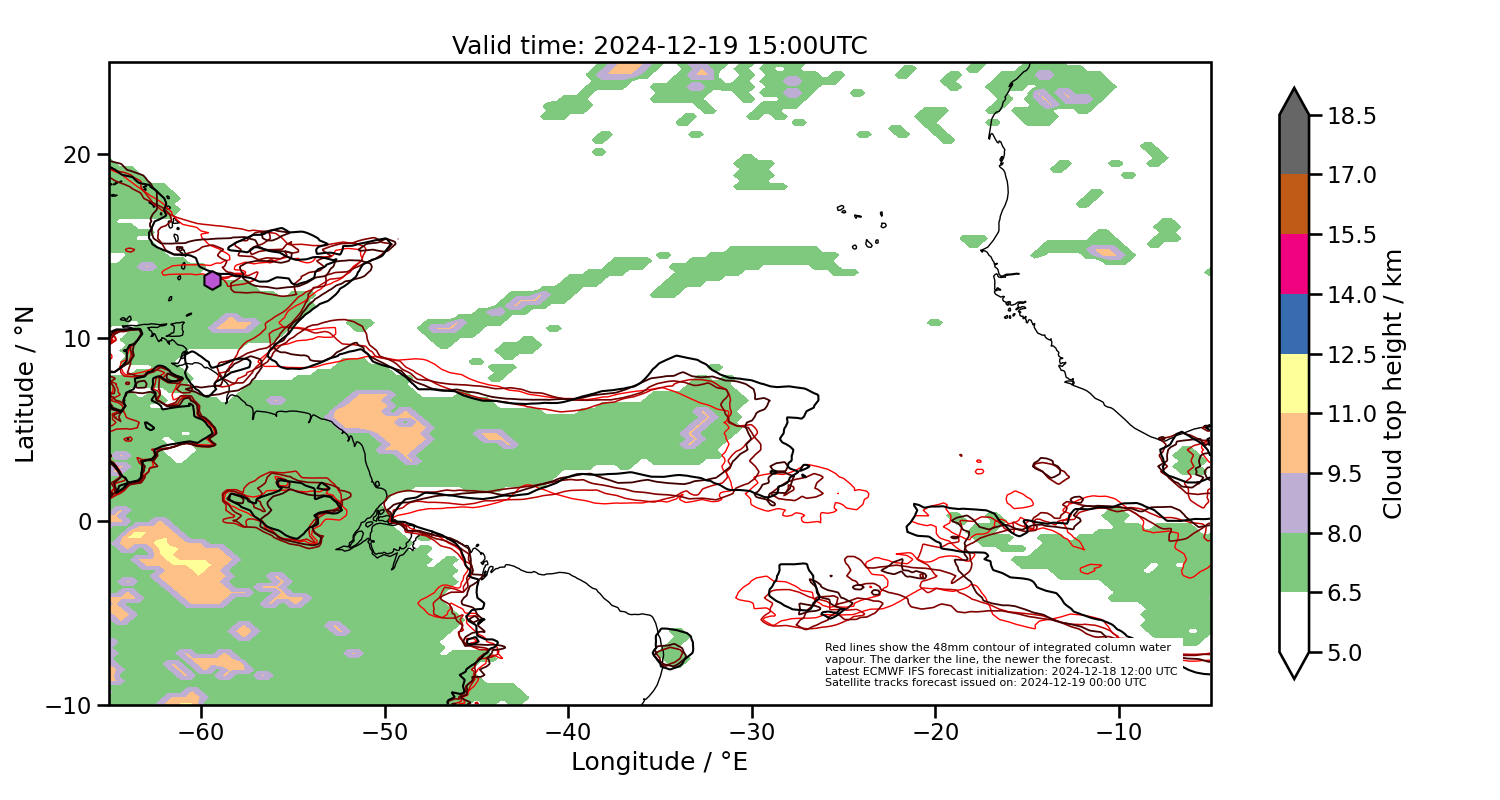 Valid time: 2024-12-19 15:00UTC
20
10
0
−10
Latitude / °N
−60
−50
−40
−30
−20
−10
Longitude / °E
18.5
17.0
15.5
14.0
12.5
11.0
9.5
8.0
6.5
5.0
Cloud top height / km
Red lines show the 48mm contour of integrated column water
vapour. The darker the line, the newer the forecast.
Latest ECMWF IFS forecast initialization: 2024-12-18 12:00 UTC
Satellite tracks forecast issued on: 2024-12-19 00:00 UTC